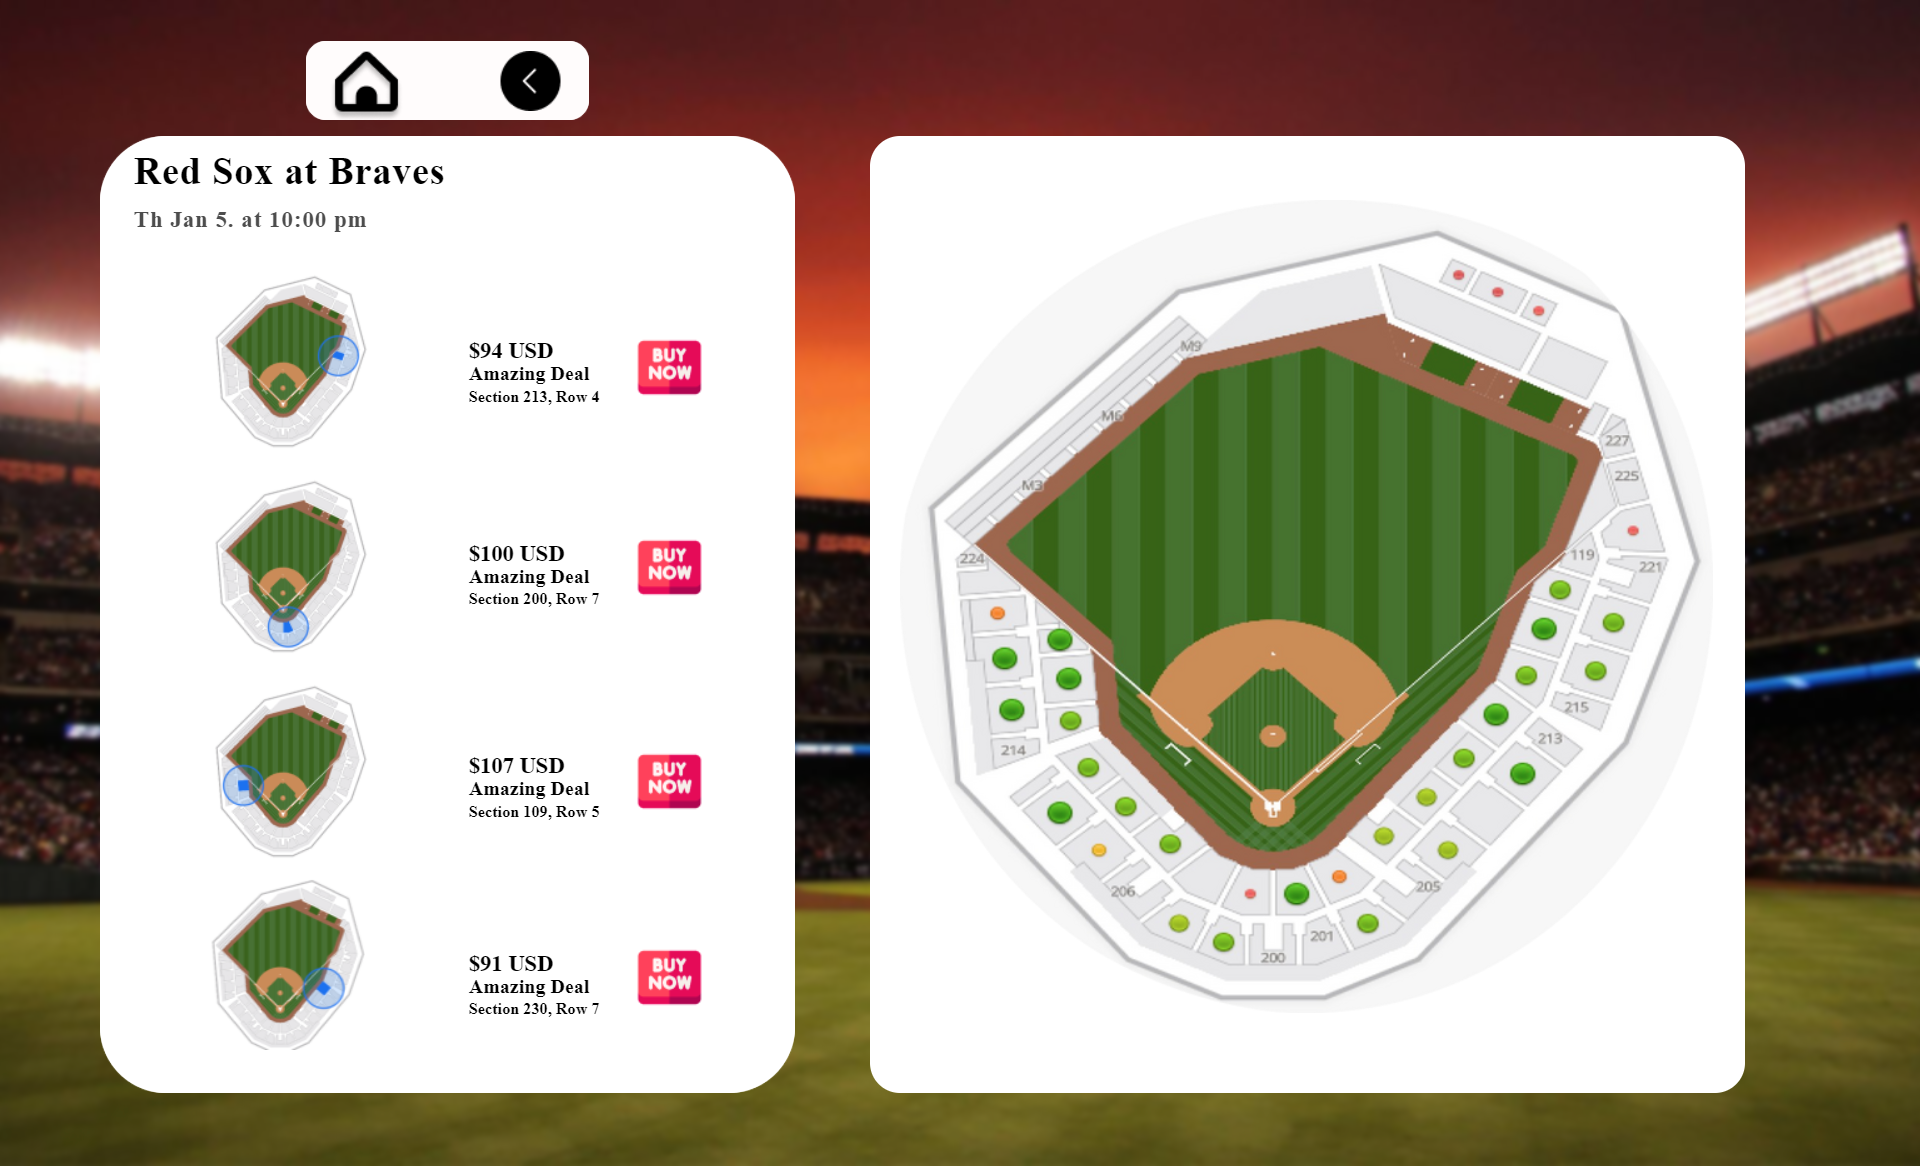 Red Sox at Braves
Th Jan 5. at 10:00 pm
$94 USD
Amazing Deal
Section 213, Row 4
BUY
NOW
$100 USD
Amazing Deal
Section 200, Row 7
BUY
NOW
$107 USD
Amazing Deal
Section 109, Row 5
BUY
NOW
$91 USD
Amazing Deal
Section 230, Row 7
BUY
NOW
M9
M6
M3
227
225
224
119
221
215
213
214
206
205
201
200